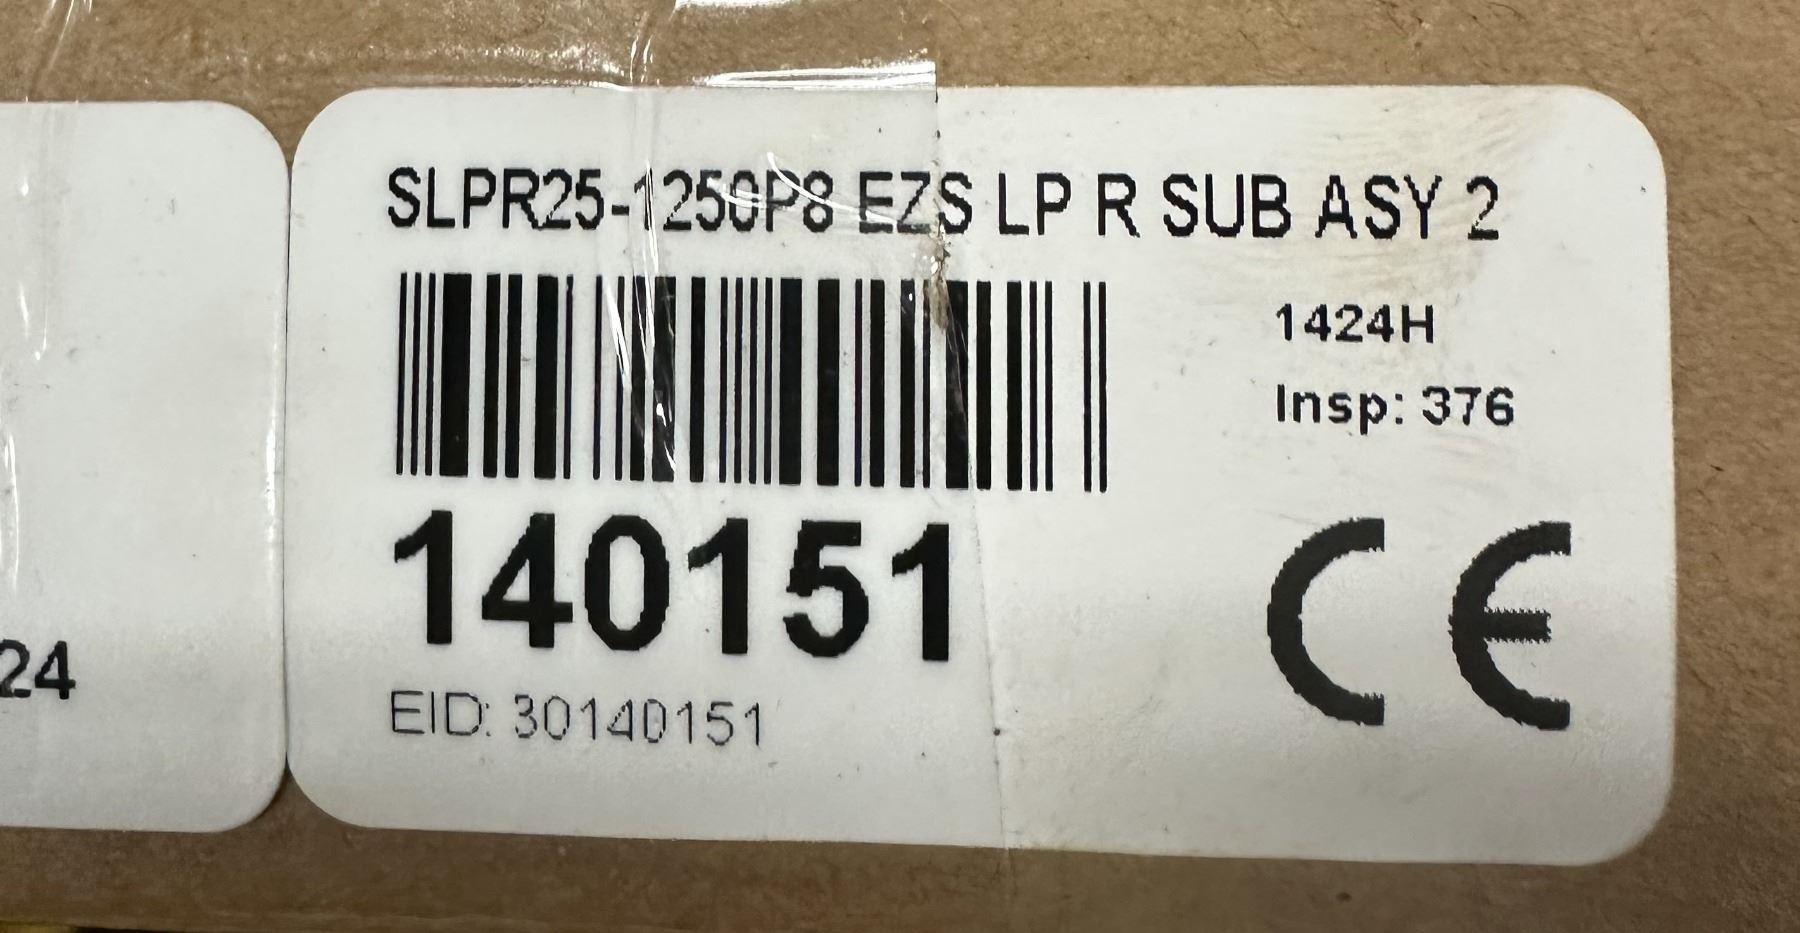 SLPR25-1250P8 EZS LP R SUB ASY 2
1424H
Insp: 376
140151
EID: 30140151
CE
24